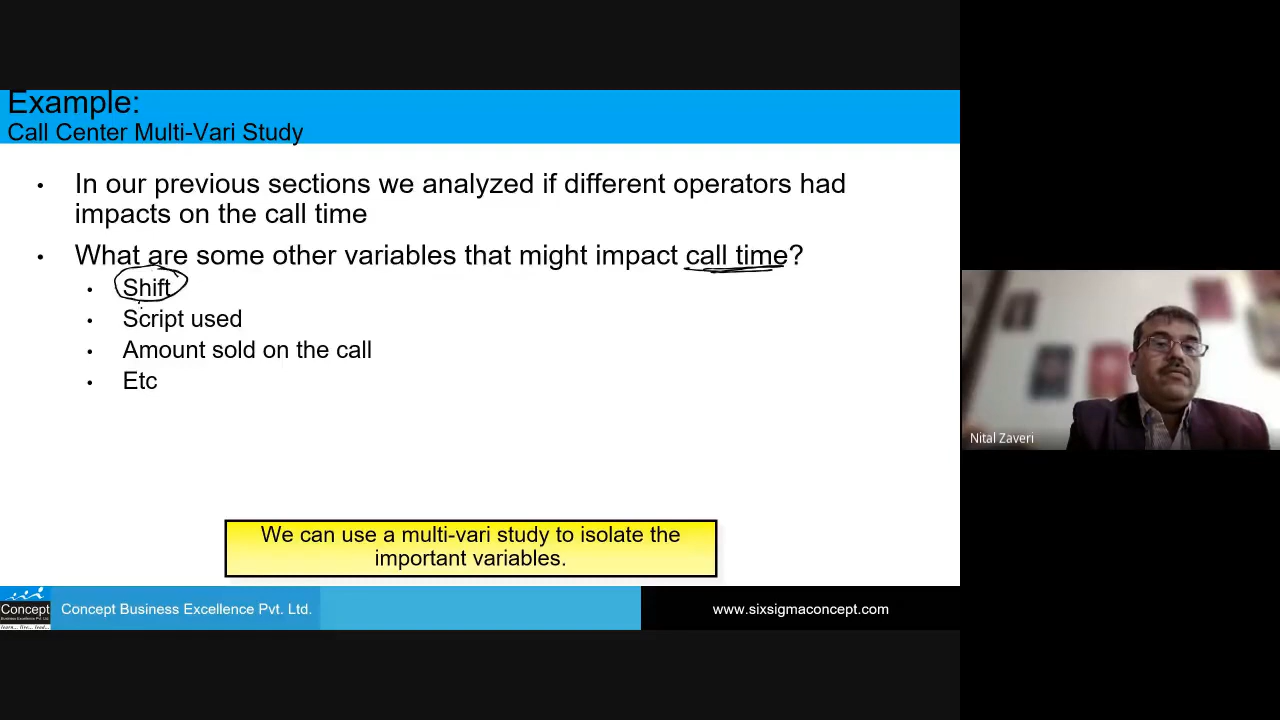 Example:
Call Center Multi-Vari Study
• In our previous sections we analyzed if different operators had
impacts on the call time
• What are some other variables that might impact call time?
• Shift
• Script used
• Amount sold on the call
• Etc
We can use a multi-vari study to isolate the
important variables.
Concept
Concept Business Excellence Pvt. Ltd.
www.sixsigmaconcept.com
Nital Zaveri